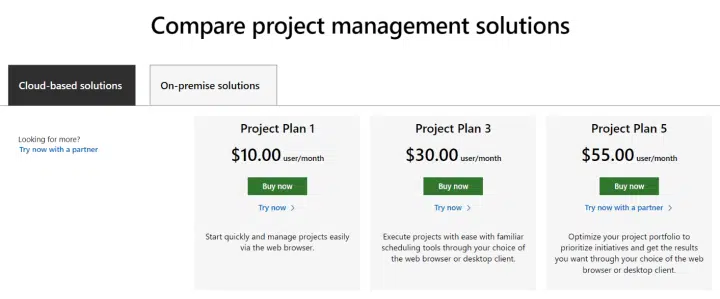 Compare project management solutions
Cloud-based solutions
On-premise solutions
Looking for more?
Try now with a partner
Project Plan 1
$10.00 user/month
Buy now
Try now >
Start quickly and manage projects easily
via the web browser.
Project Plan 3
$30.00 user/month
Buy now
Try now >
Execute projects with ease with familiar
scheduling tools through your choice of
the web browser or desktop client.
Project Plan 5
$55.00 user/month
Buy now
Try now with a partner >
Optimize your project portfolio to
prioritize initiatives and get the results
you want through your choice of the web
browser or desktop client.